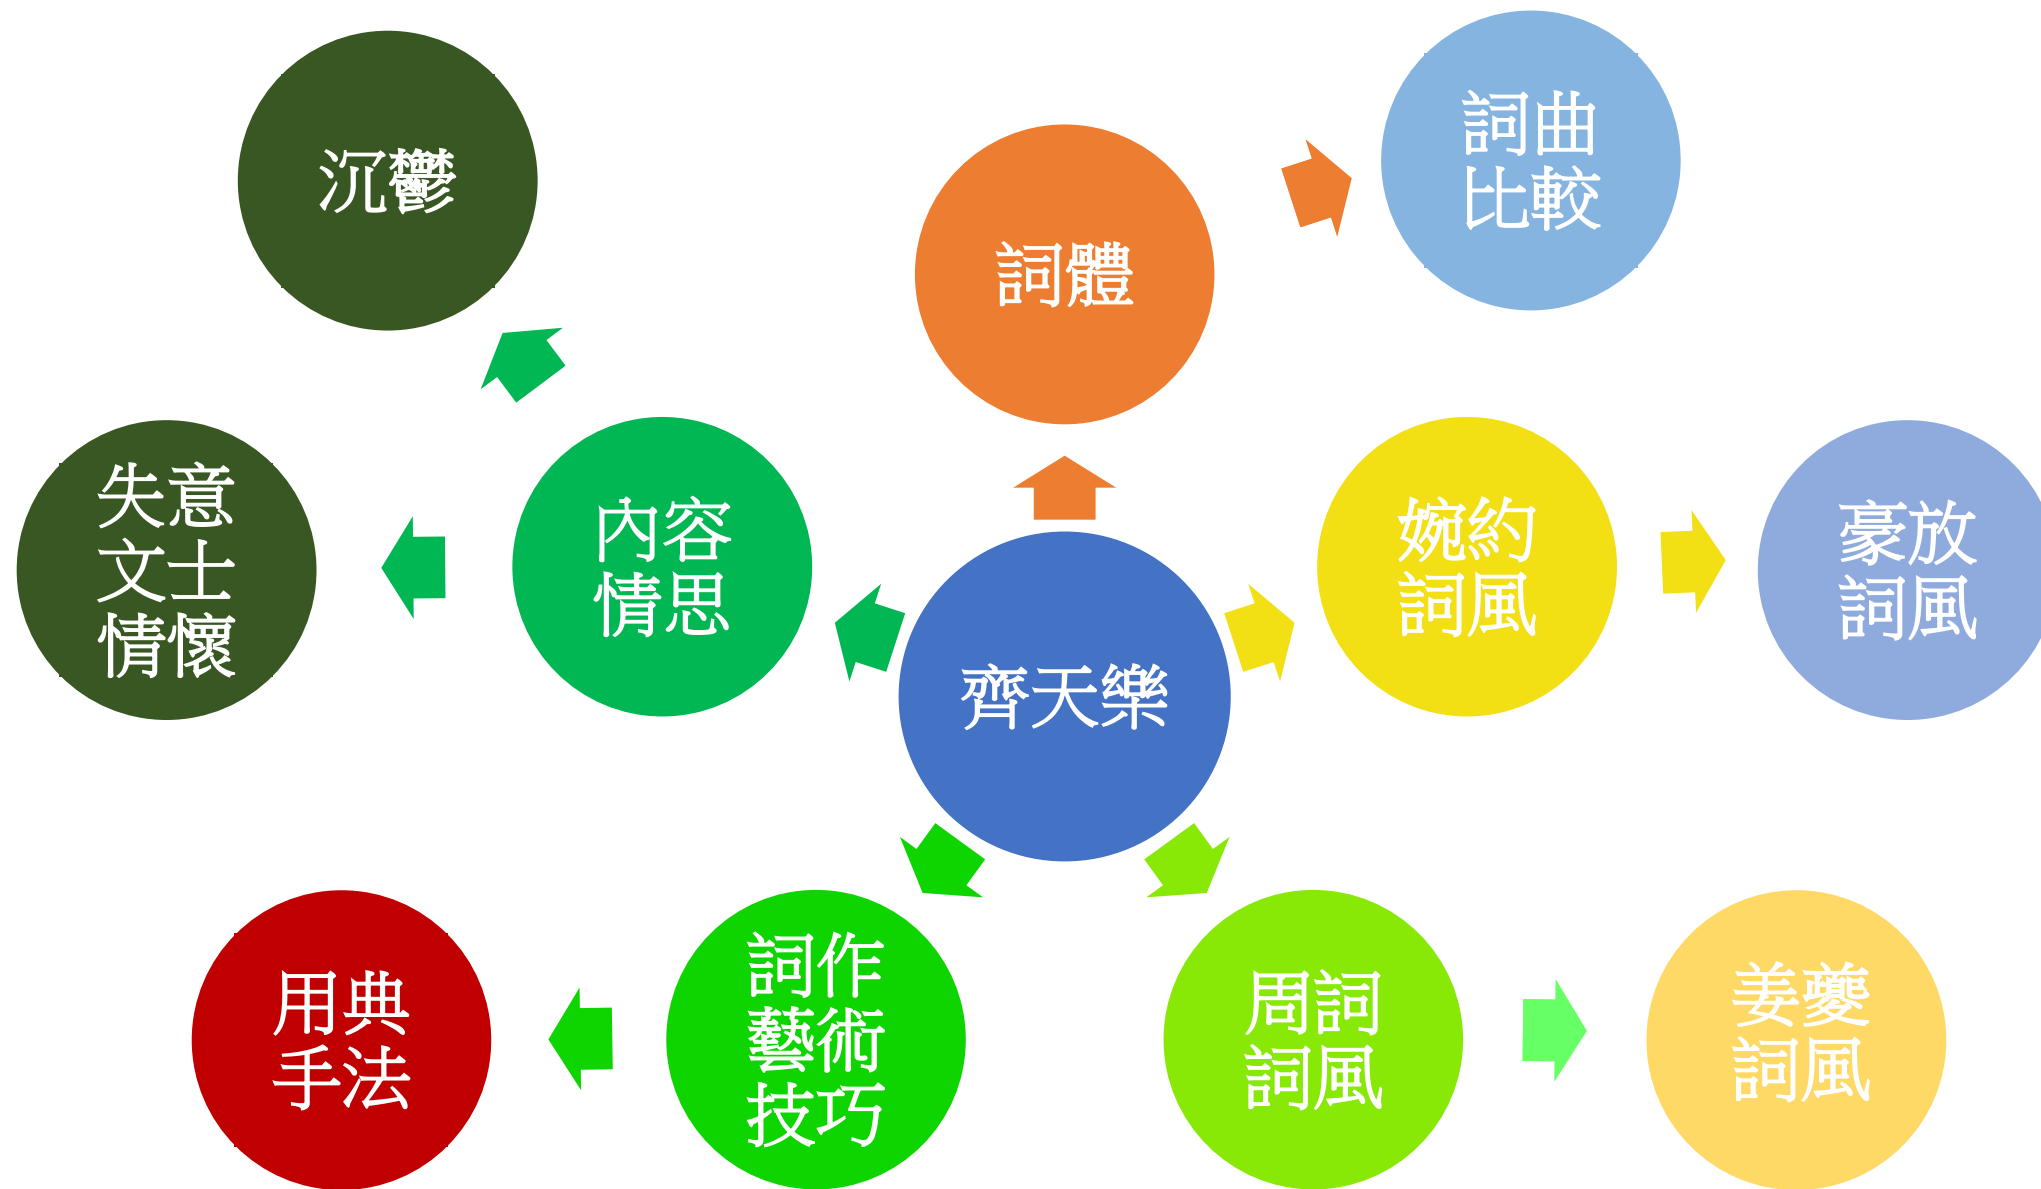 沉鬱
詞體
詞曲
比較
失意
文士
情懷
內容
情思
齊天樂
婉約
詞風
豪放
詞風
用典
手法
詞作
藝術
技巧
周詞
詞風
姜夔
詞風